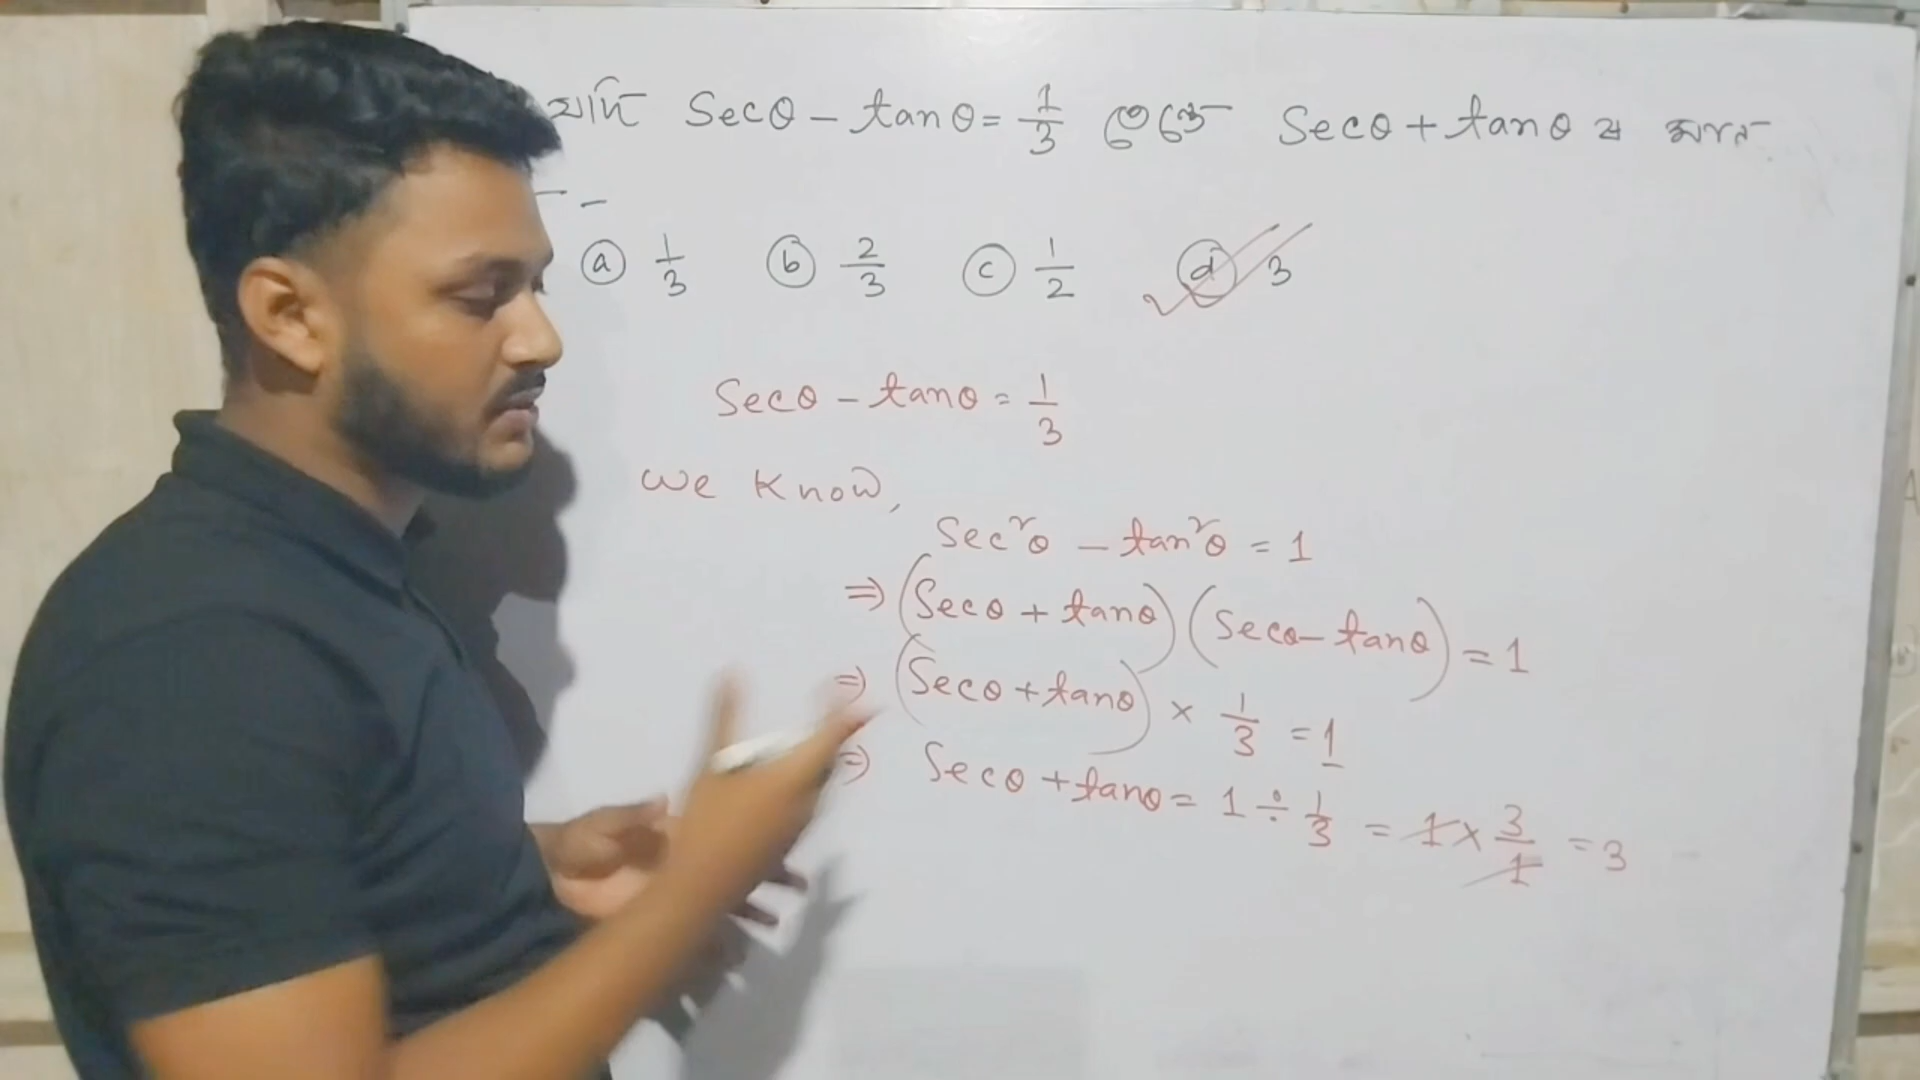 যদি Secθ - tanθ = 1/3 Secθ + tanθ এর মান
ⓐ 1/3 ⓑ 2/3 ⓒ 1/2 ⓓ 3
Secθ - tanθ = 1/3
We Know,
Sec²θ - tan²θ = 1
⇒ (Secθ + tanθ) (Secθ - tanθ) = 1
⇒ (Secθ + tanθ) × 1/3 = 1
⇒ Secθ + tanθ = 1 ÷ 1/3 = 1 × 3/1 = 3